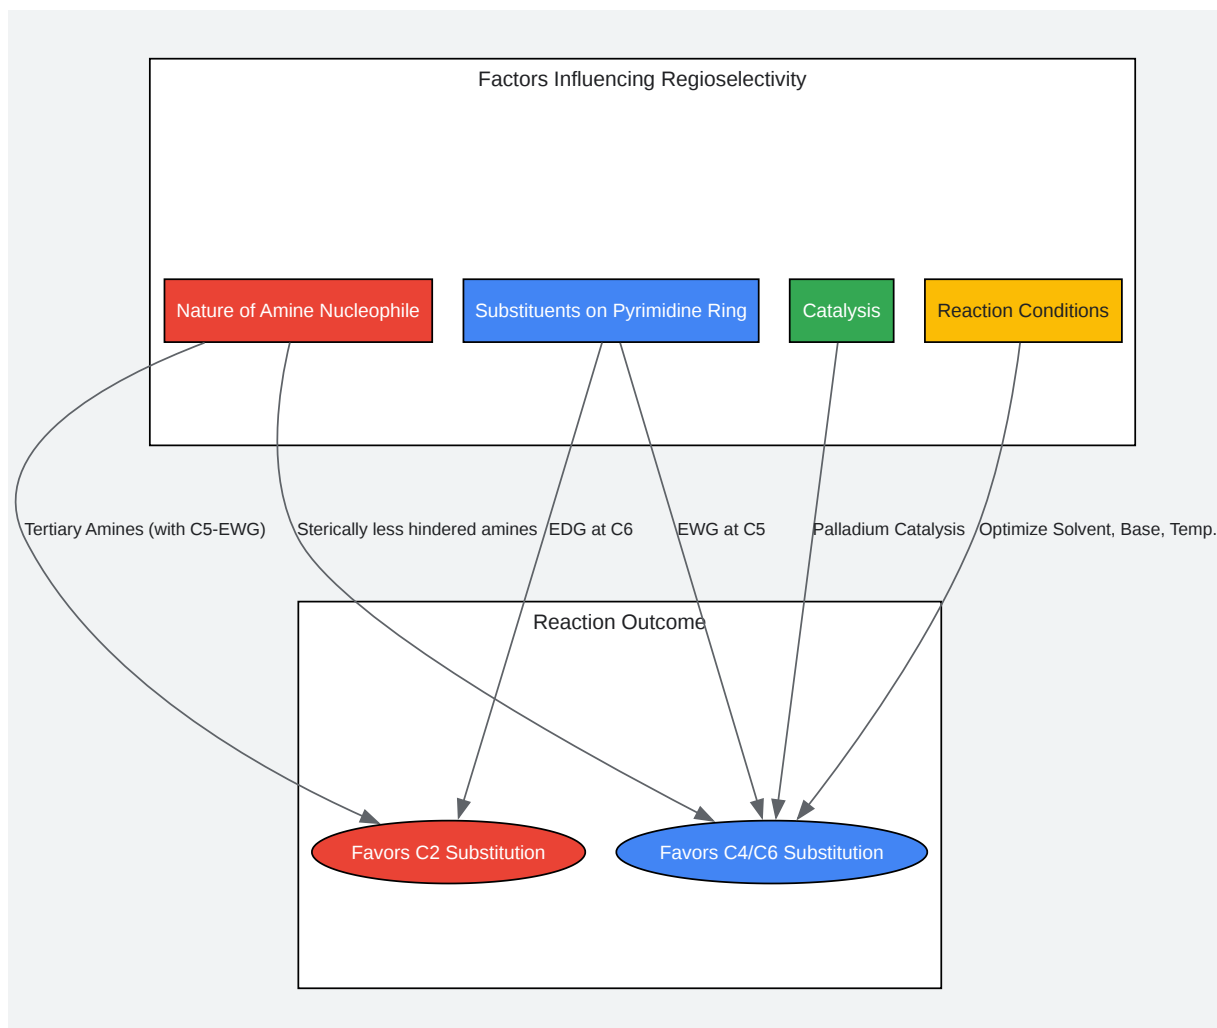 Factors Influencing Regioselectivity
Nature of Amine Nucleophile
Substituents on Pyrimidine Ring
Catalysis
Reaction Conditions
Tertiary Amines (with C5-EWG)
Sterically less hindered amines
EDG at C6
EWG at C5
Palladium Catalysis
Optimize Solvent, Base, Temp.
Reaction Outcome
Favors C2 Substitution
Favors C4/C6 Substitution